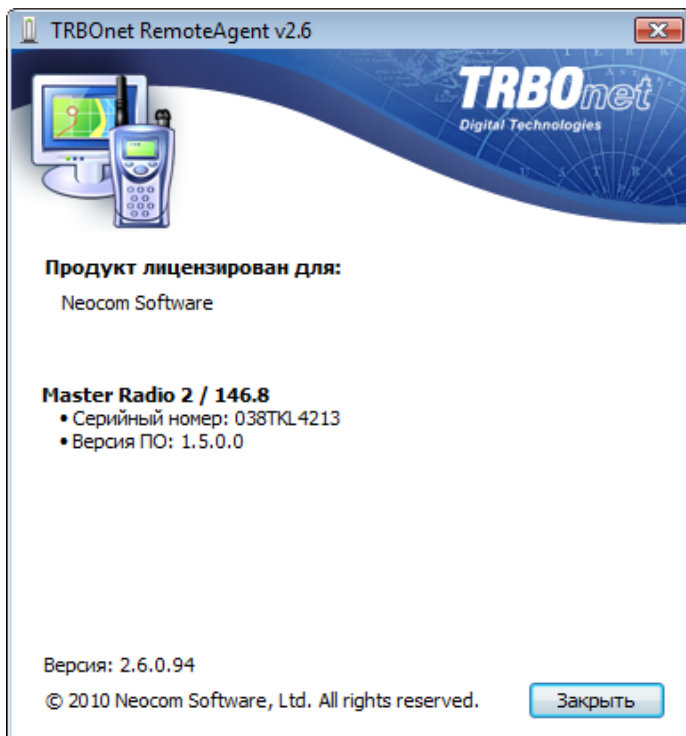 TRBOnet RemoteAgent v2.6
TRBOnet
Digital Technologies
Продукт лицензирован для:
Neocom Software
Master Radio 2 / 146.8
• Серийный номер: 038TKL4213
• Версия ПО: 1.5.0.0
Версия: 2.6.0.94
© 2010 Neocom Software, Ltd. All rights reserved.
Закрыть